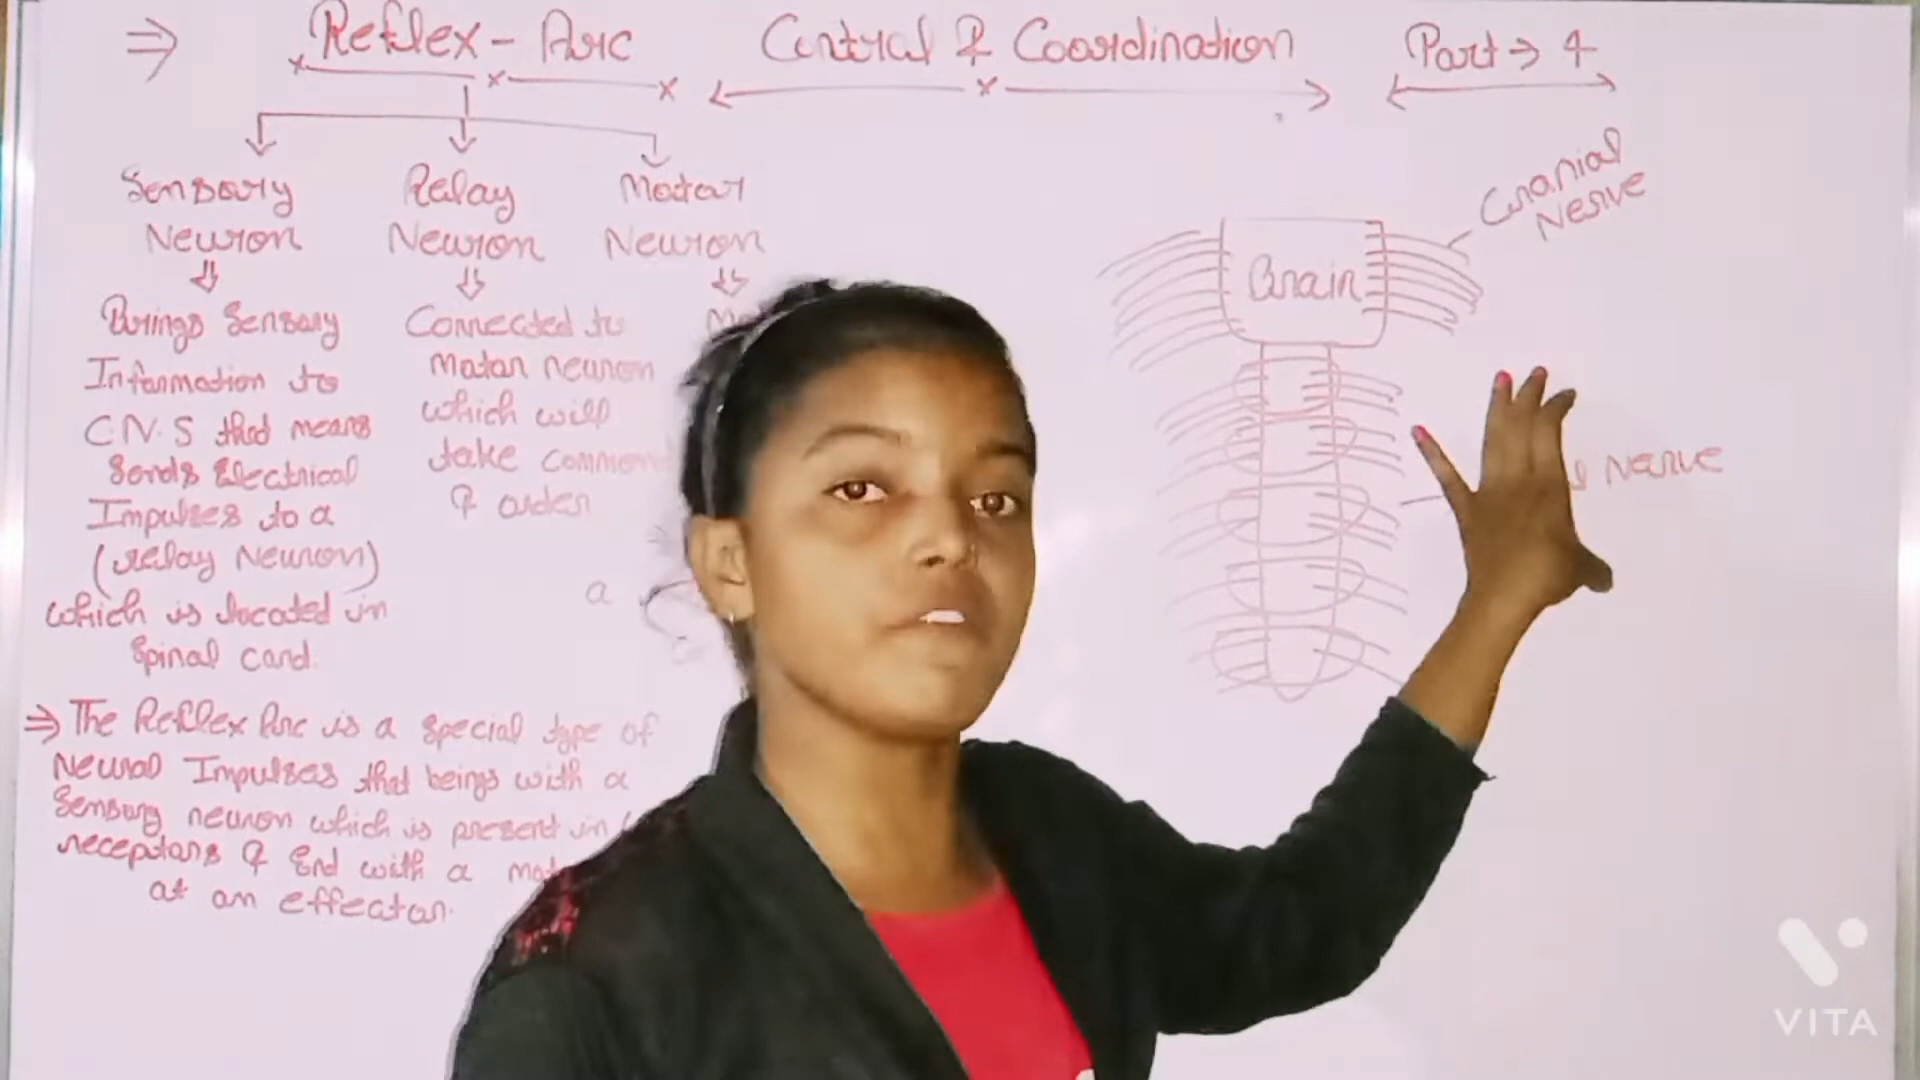 ⇒ Reflex - Arc Control & Coordination Part → 4
Sensory
Neuron
Relay
Neuron
Motor
Neuron
Brings Sensory
Information to
C.N.S that means
Sends Electrical
Impulses to a
(relay Neuron)
which is located in
Spinal Cord.
Connected to
Motor neuron
which will
take
& order
a
⇒ The Reflex Arc is a special type of
Neural Impulses that beings with a
Sensory neuron which is present in
receptors & End with a
at an effector.
Cranial
Nerve
Brain
Nerve
VITA